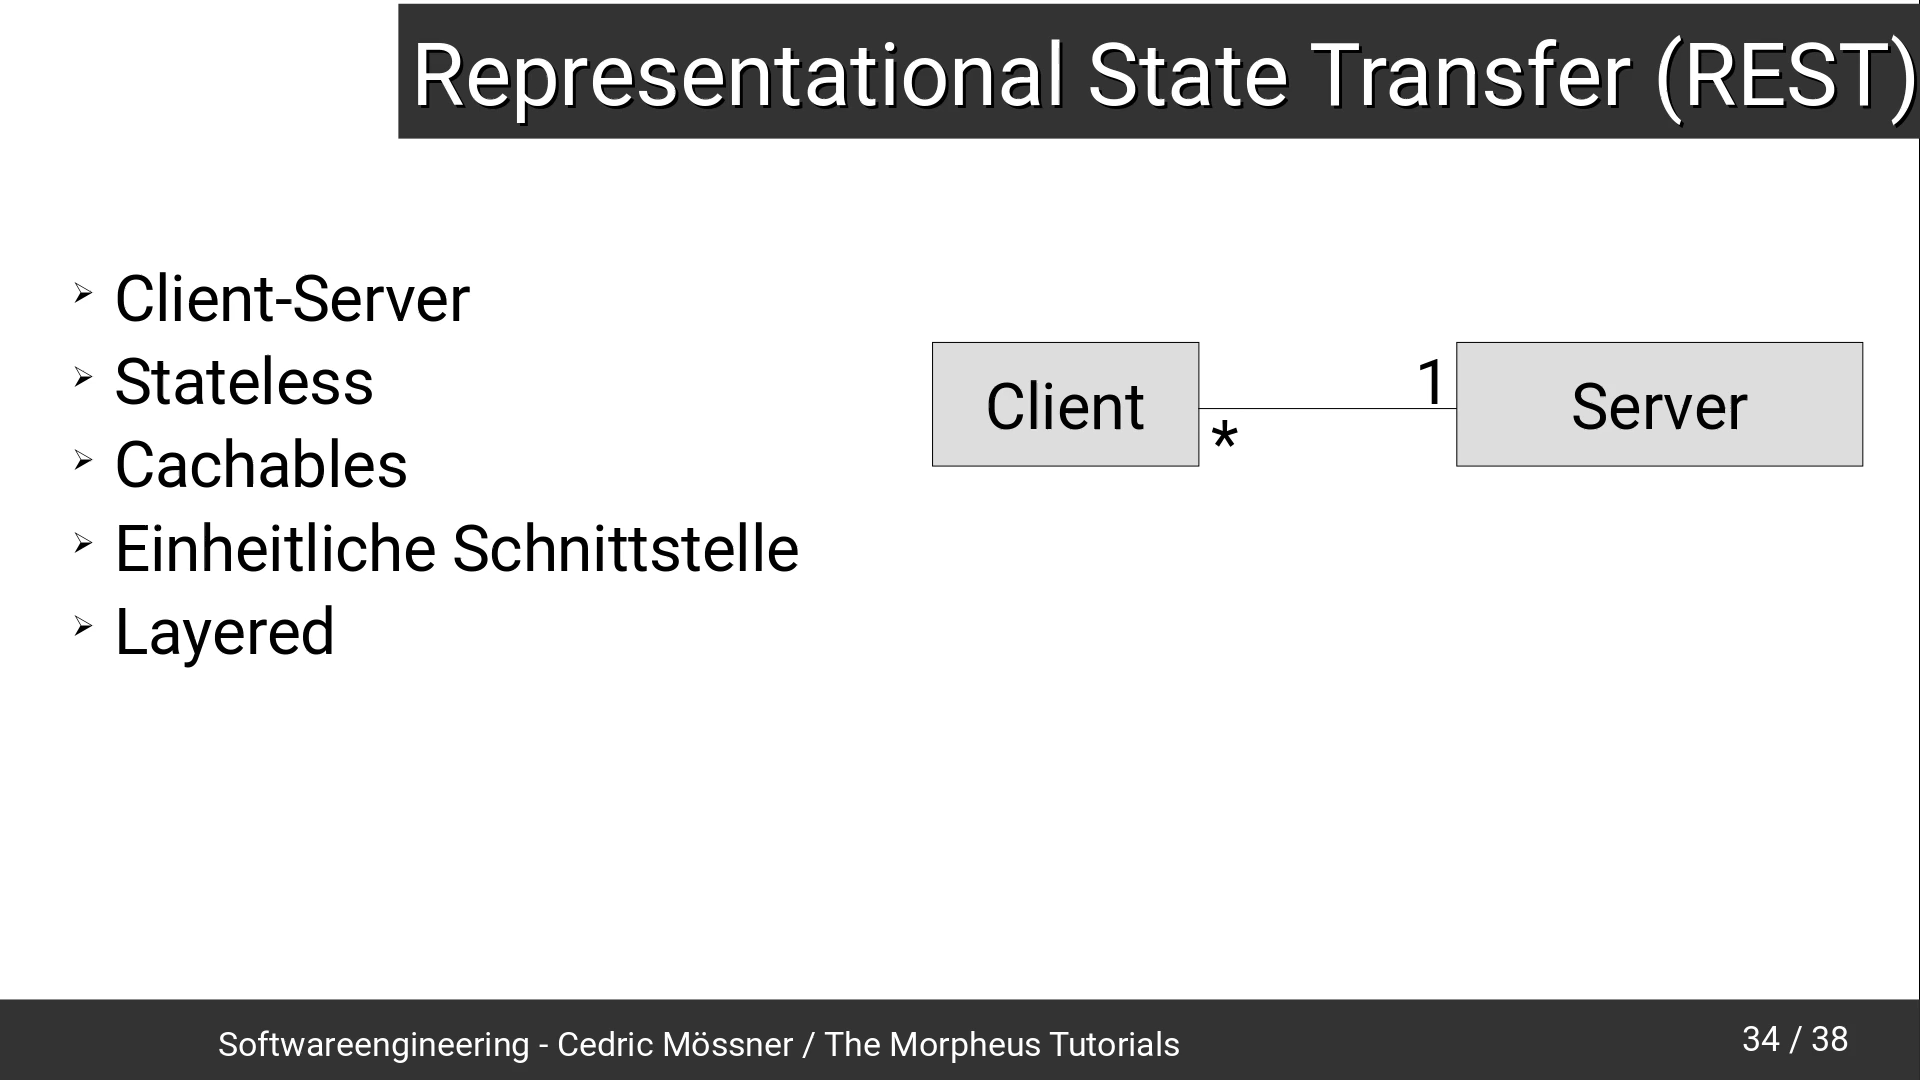 Representational State Transfer (REST)
➢ Client-Server
➢ Stateless
➢ Cachables
➢ Einheitliche Schnittstelle
➢ Layered
Client
*
1
Server
Softwareengineering - Cedric Mössner / The Morpheus Tutorials
34 / 38